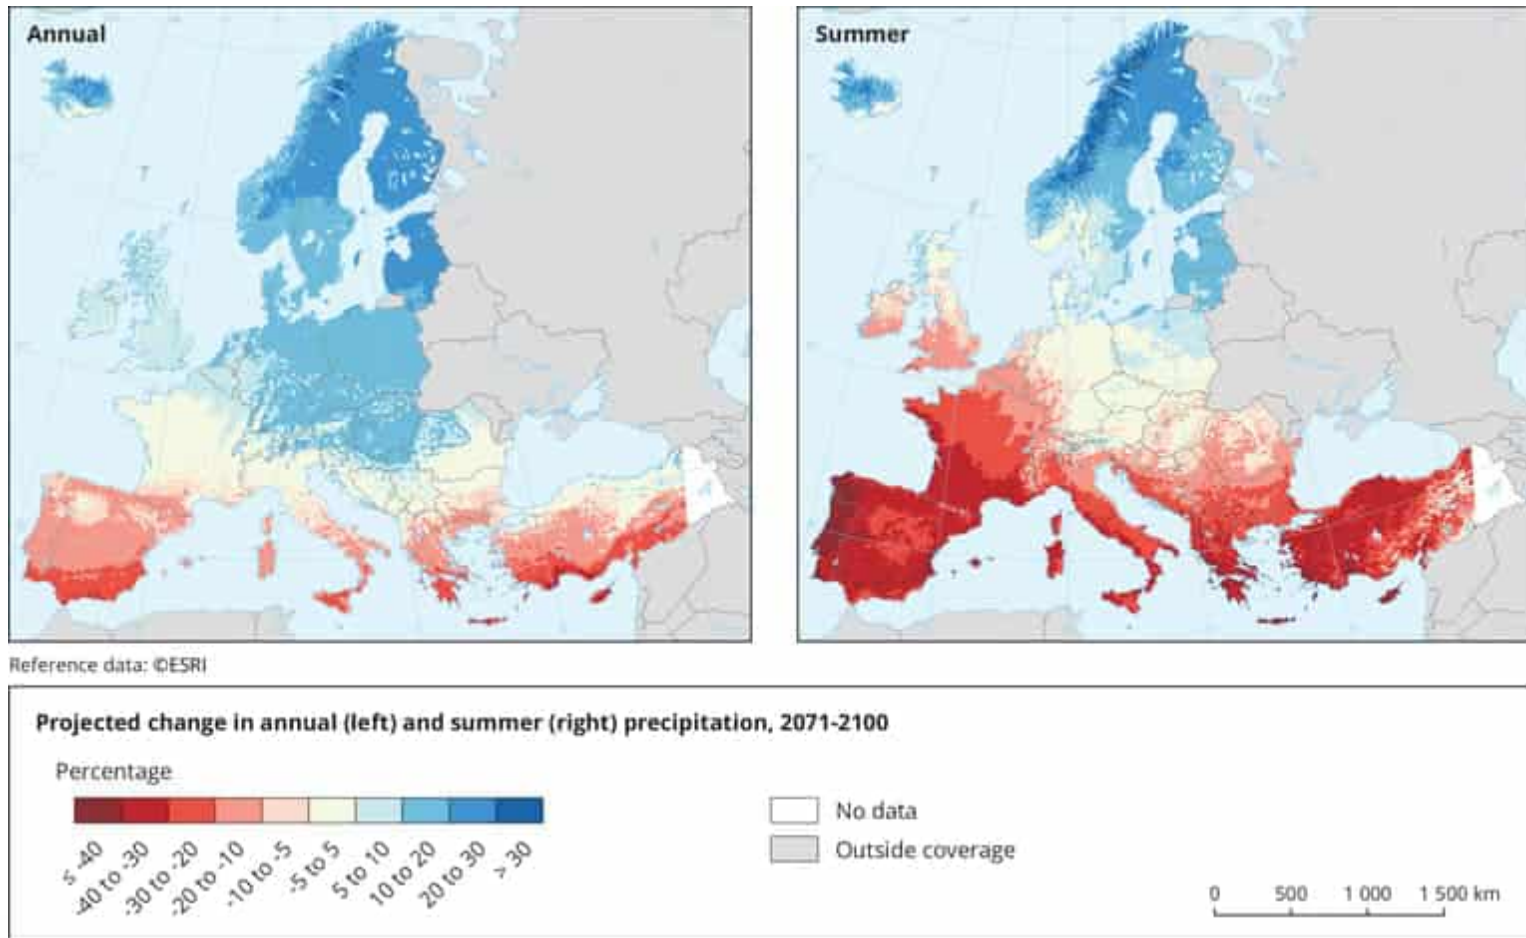 Annual
Summer
Reference data: ©ESRI
Projected change in annual (left) and summer (right) precipitation, 2071-2100
Percentage
≤ -40
-40 to -30
-30 to -20
-20 to -10
-10 to -5
-5 to 5
5 to 10
10 to 20
20 to 30
> 30
No data
Outside coverage
0 500 1 000 1 500 km